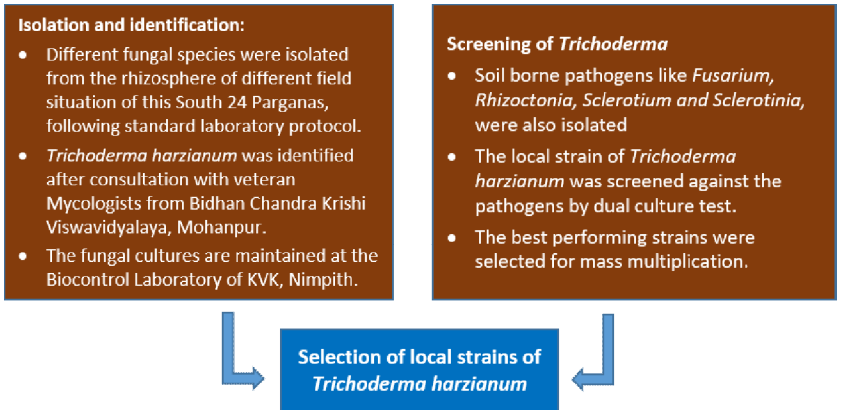 Isolation and identification:
• Different fungal species were isolated
from the rhizosphere of different field
situation of this South 24 Parganas,
following standard laboratory protocol.
• Trichoderma harzianum was identified
after consultation with veteran
Mycologists from Bidhan Chandra Krishi
Viswavidyalaya, Mohanpur.
• The fungal cultures are maintained at the
Biocontrol Laboratory of KVK, Nimpith.
Screening of Trichoderma
• Soil borne pathogens like Fusarium,
Rhizoctonia, Sclerotium and Sclerotinia,
were also isolated
• The local strain of Trichoderma
harzianum was screened against the
pathogens by dual culture test.
• The best performing strains were
selected for mass multiplication.
Selection of local strains of
Trichoderma harzianum